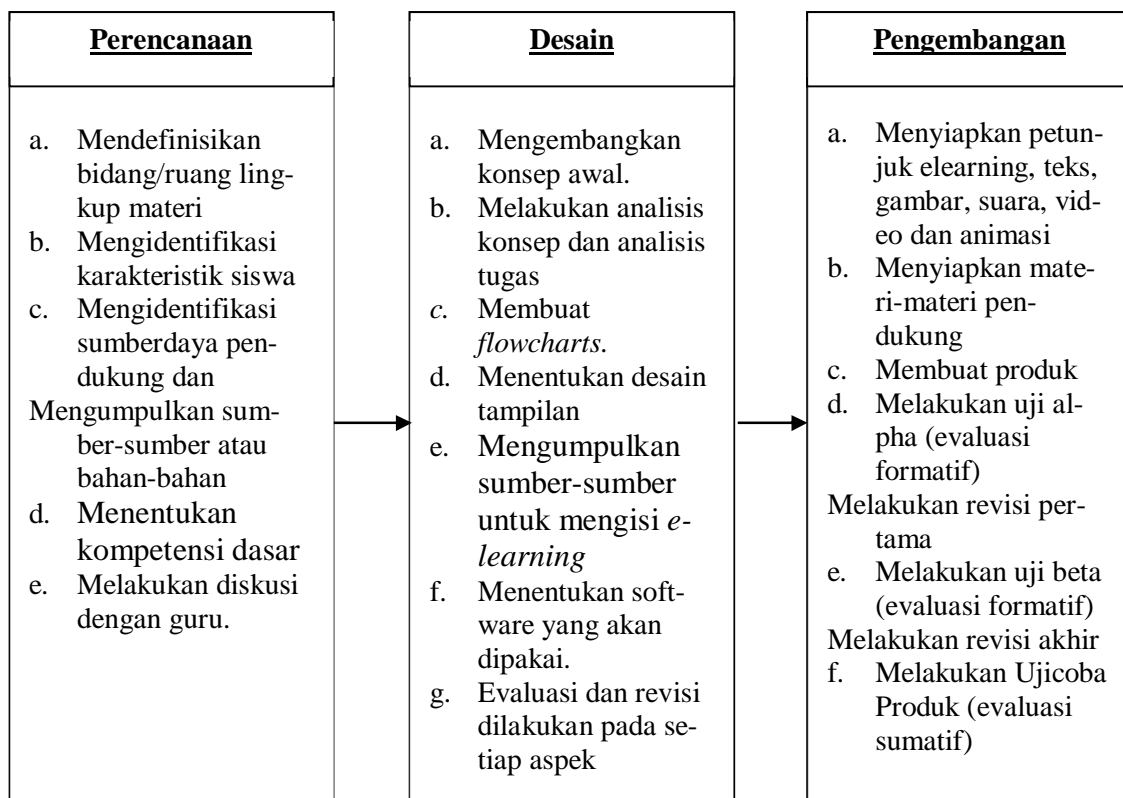 Perencanaan
a. Mendefinisikan
bidang/ruang ling-
kup materi
b. Mengidentifikasi
karakteristik siswa
c. Mengidentifikasi
sumberdaya pen-
dukung dan
Mengumpulkan sum-
ber-sumber atau
bahan-bahan
d. Menentukan
kompetensi dasar
e. Melakukan diskusi
dengan guru.
Desain
a. Mengembangkan
konsep awal.
b. Melakukan analisis
konsep dan analisis
tugas
c. Membuat
flowcharts.
d. Menentukan desain
tampilan
e. Mengumpulkan
sumber-sumber
untuk mengisi e-
learning
f. Menentukan soft-
ware yang akan
dipakai.
g. Evaluasi dan revisi
dilakukan pada se-
tiap aspek
Pengembangan
a. Menyiapkan petun-
juk elearning, teks,
gambar, suara, vid-
eo dan animasi
b. Menyiapkan mate-
ri-materi pen-
dukung
c. Membuat produk
d. Melakukan uji al-
pha (evaluasi
formatif)
Melakukan revisi per-
tama
e. Melakukan uji beta
(evaluasi formatif)
Melakukan revisi akhir
f. Melakukan Ujicoba
Produk (evaluasi
sumatif)